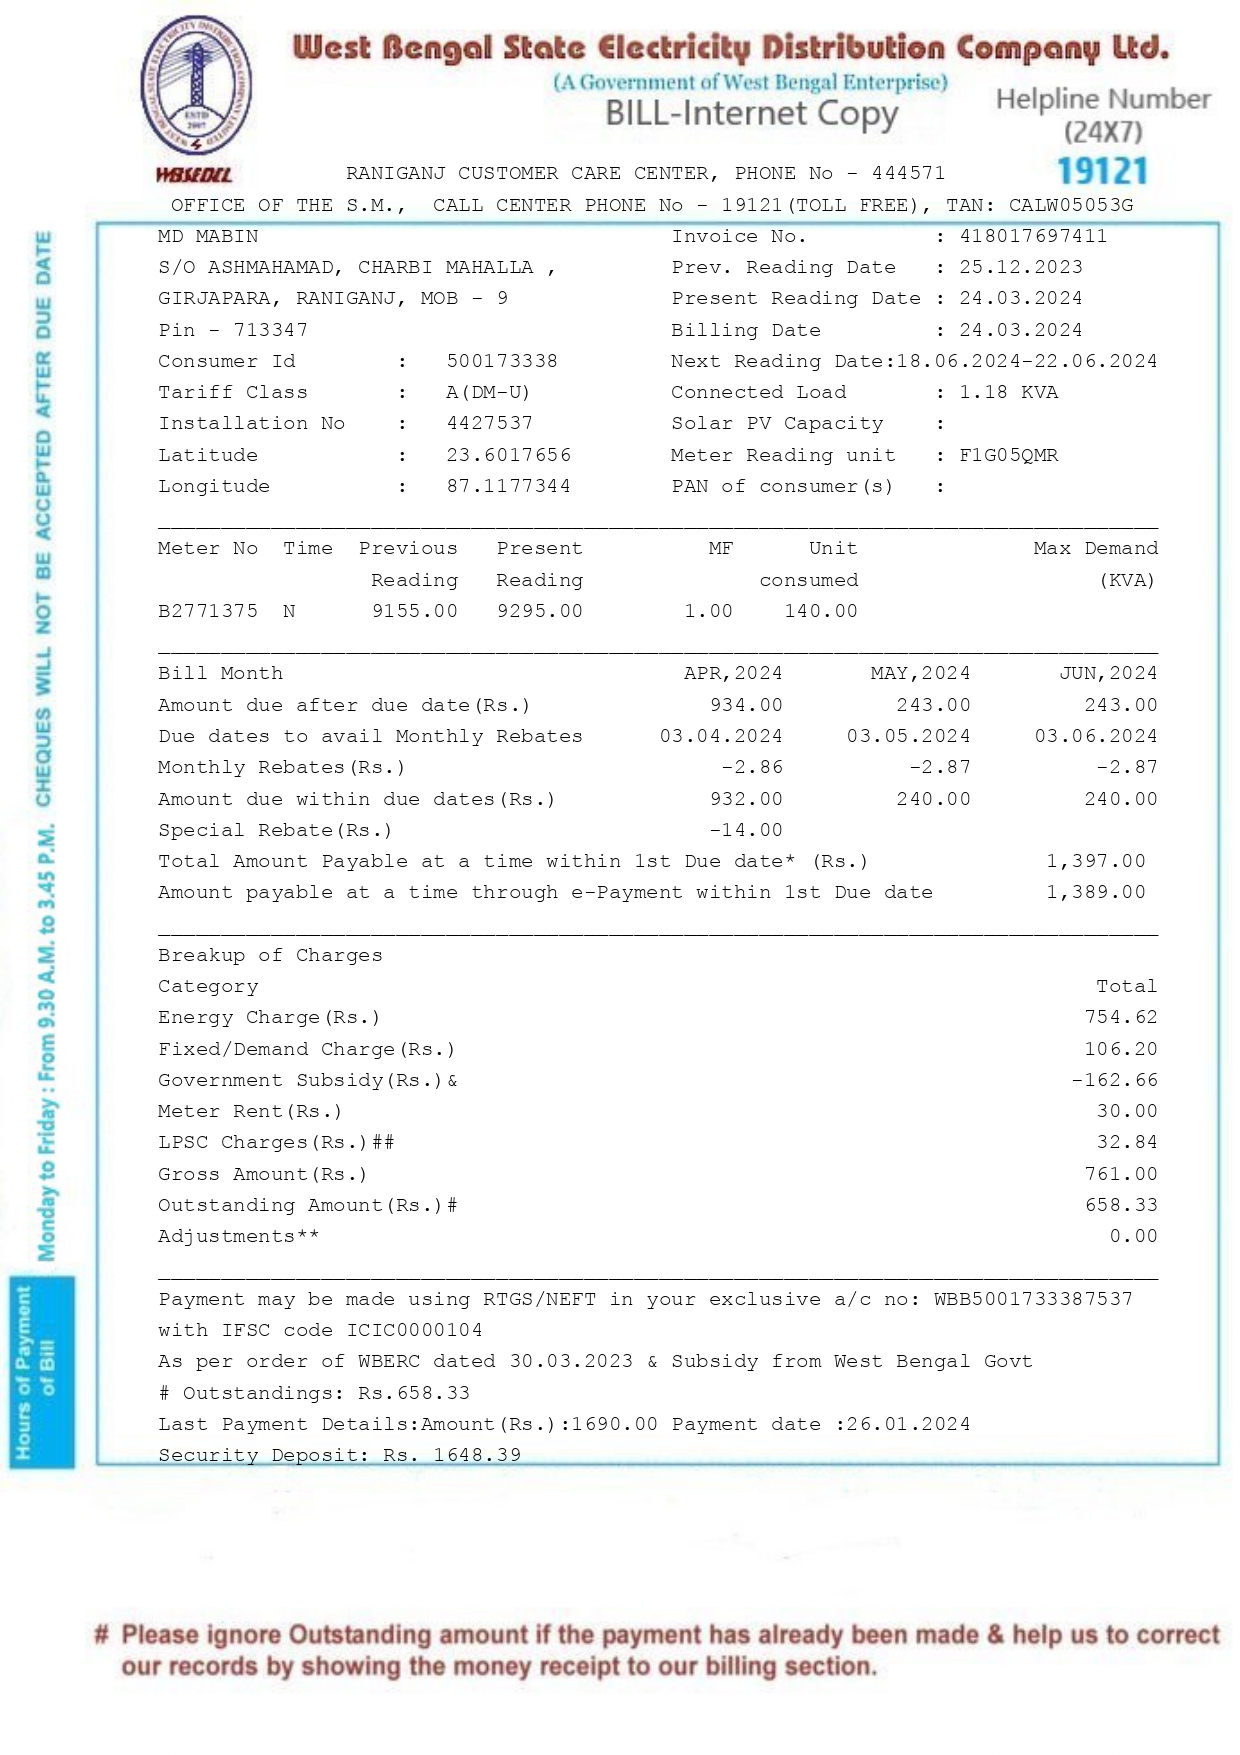 West Bengal State Electricity Distribution Company Ltd.
(A Government of West Bengal Enterprise)
BILL-Internet Copy
Helpline Number
(24X7)
19121
ESTD
2007
WBSEDCL
RANIGANJ CUSTOMER CARE CENTER, PHONE No - 444571
OFFICE OF THE S.M., CALL CENTER PHONE No - 19121(TOLL FREE), TAN: CALW05053G
MD MABIN Invoice No. : 418017697411
S/O ASHMAHAMAD, CHARBI MAHALLA , Prev. Reading Date : 25.12.2023
GIRJAPARA, RANIGANJ, MOB - 9 Present Reading Date : 24.03.2024
Pin - 713347 Billing Date : 24.03.2024
Consumer Id : 500173338 Next Reading Date:18.06.2024-22.06.2024
Tariff Class : A(DM-U) Connected Load : 1.18 KVA
Installation No : 4427537 Solar PV Capacity :
Latitude : 23.6017656 Meter Reading unit : F1G05QMR
Longitude : 87.1177344 PAN of consumer(s) :
Meter No Time Previous Present MF Unit Max Demand
Reading Reading consumed (KVA)
B2771375 N 9155.00 9295.00 1.00 140.00
Bill Month APR,2024 MAY,2024 JUN,2024
Amount due after due date(Rs.) 934.00 243.00 243.00
Due dates to avail Monthly Rebates 03.04.2024 03.05.2024 03.06.2024
Monthly Rebates(Rs.) -2.86 -2.87 -2.87
Amount due within due dates(Rs.) 932.00 240.00 240.00
Special Rebate(Rs.) -14.00
Total Amount Payable at a time within 1st Due date* (Rs.) 1,397.00
Amount payable at a time through e-Payment within 1st Due date 1,389.00
Breakup of Charges
Category Total
Energy Charge(Rs.) 754.62
Fixed/Demand Charge(Rs.) 106.20
Government Subsidy(Rs.)& -162.66
Meter Rent(Rs.) 30.00
LPSC Charges(Rs.)## 32.84
Gross Amount(Rs.) 761.00
Outstanding Amount(Rs.)# 658.33
Adjustments** 0.00
Payment may be made using RTGS/NEFT in your exclusive a/c no: WBB5001733387537
with IFSC code ICIC0000104
As per order of WBERC dated 30.03.2023 & Subsidy from West Bengal Govt
# Outstandings: Rs.658.33
Last Payment Details:Amount(Rs.):1690.00 Payment date :26.01.2024
Security Deposit: Rs. 1648.39
Hours of Payment
of Bill
Monday to Friday : From 9.30 A.M. to 3.45 P.M. CHEQUES WILL NOT BE ACCEPTED AFTER DUE DATE
# Please ignore Outstanding amount if the payment has already been made & help us to correct
our records by showing the money receipt to our billing section.